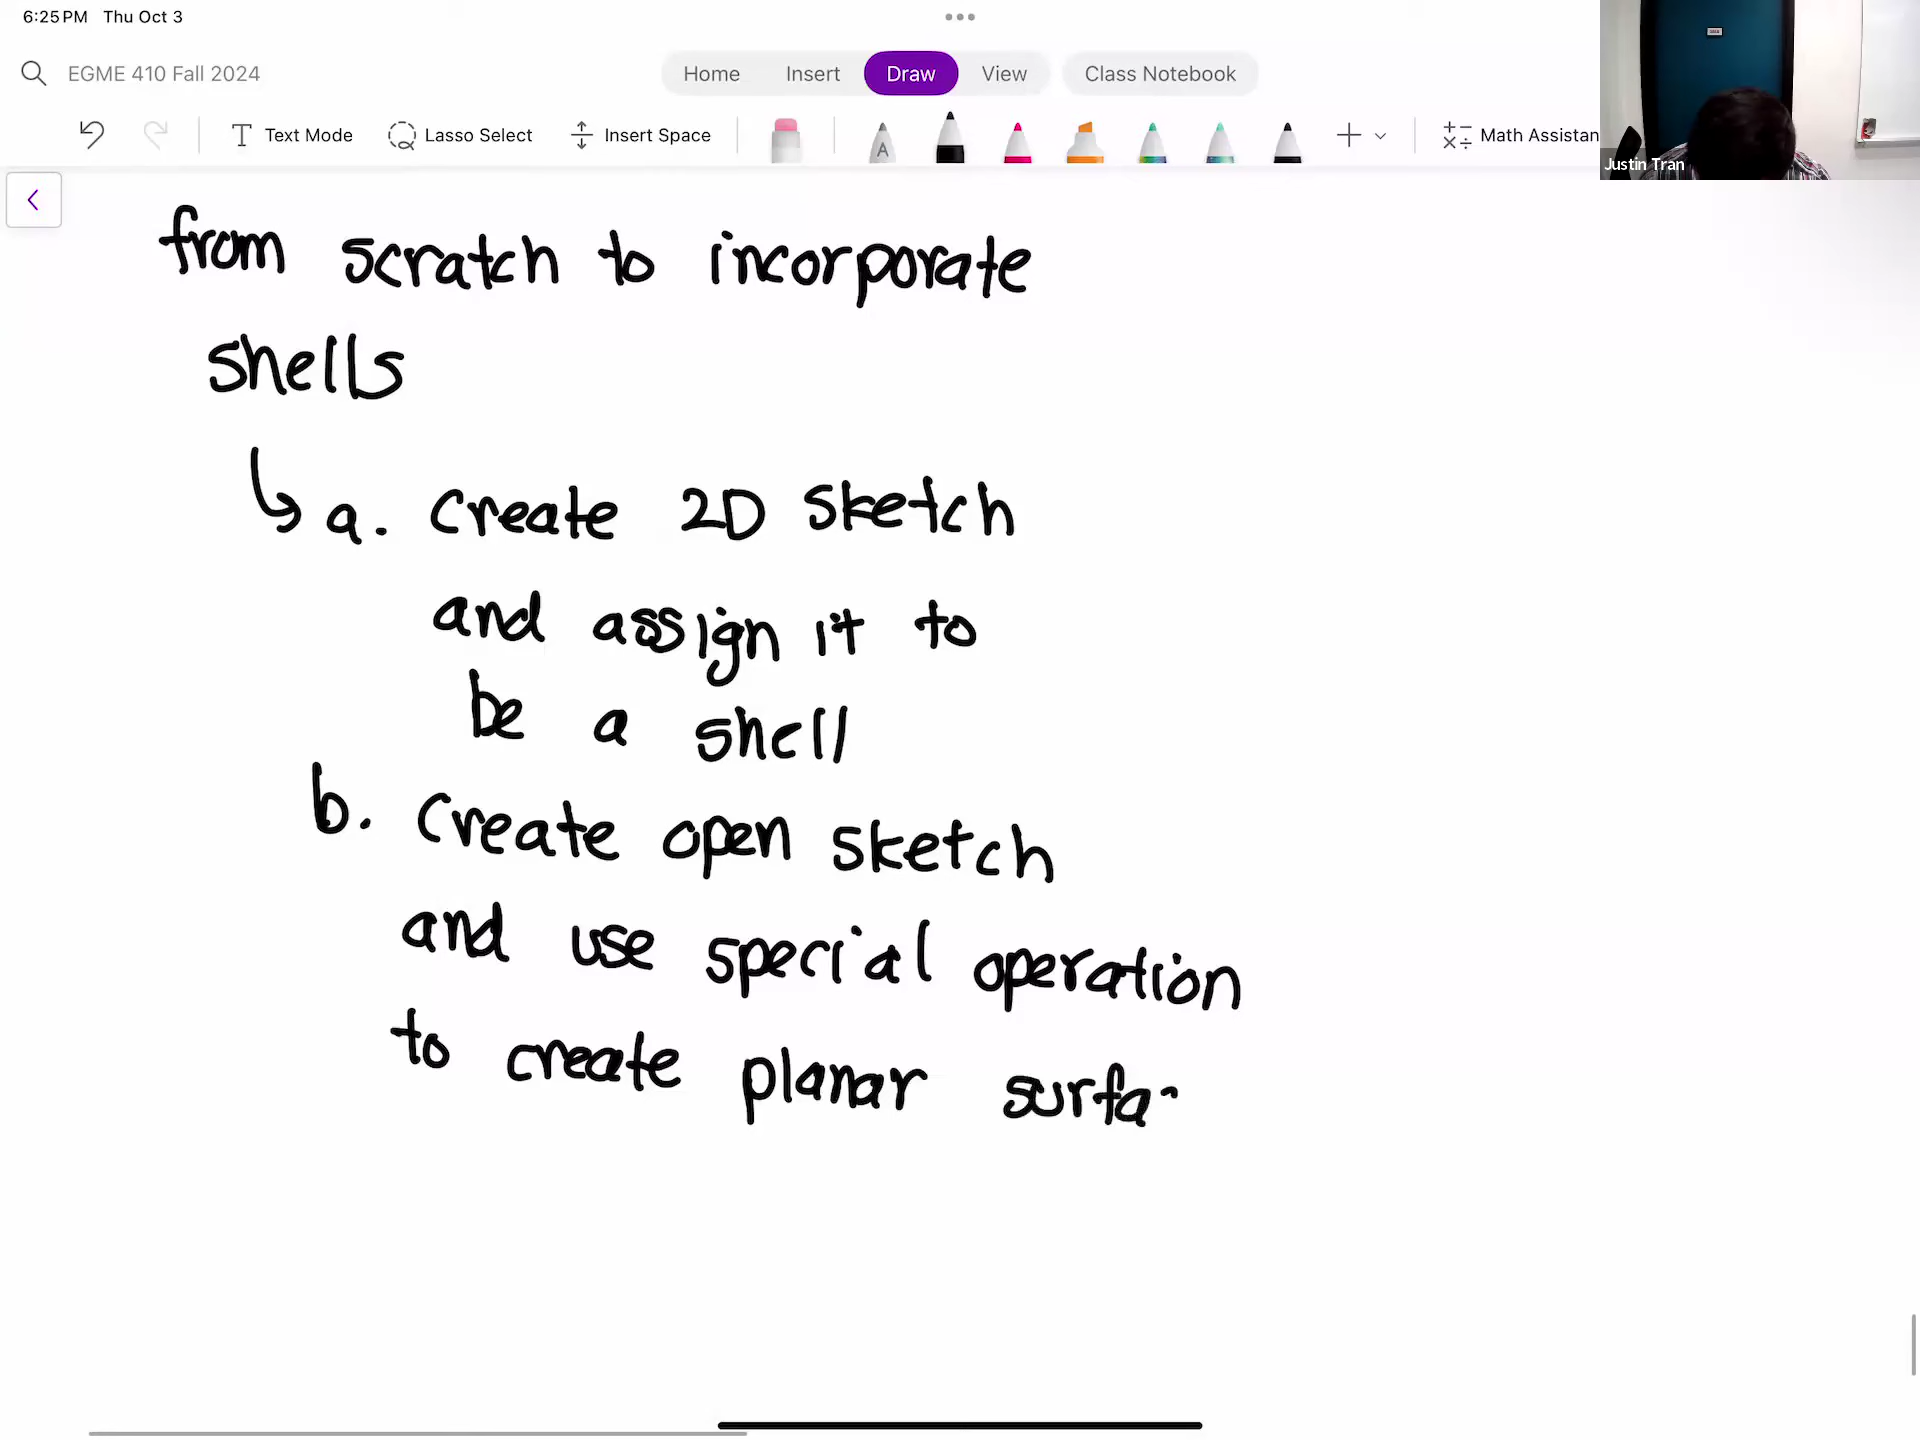 6:25 PM Thu Oct 3
EGME 410 Fall 2024
Home Insert Draw View Class Notebook
Text Mode Lasso Select Insert Space A Math Assistan
Justin Tran
from scratch to incorporate
shells
a. create 2D sketch
and assign it to
be a shell
b. create open sketch
and use special operation
to create planar surfa